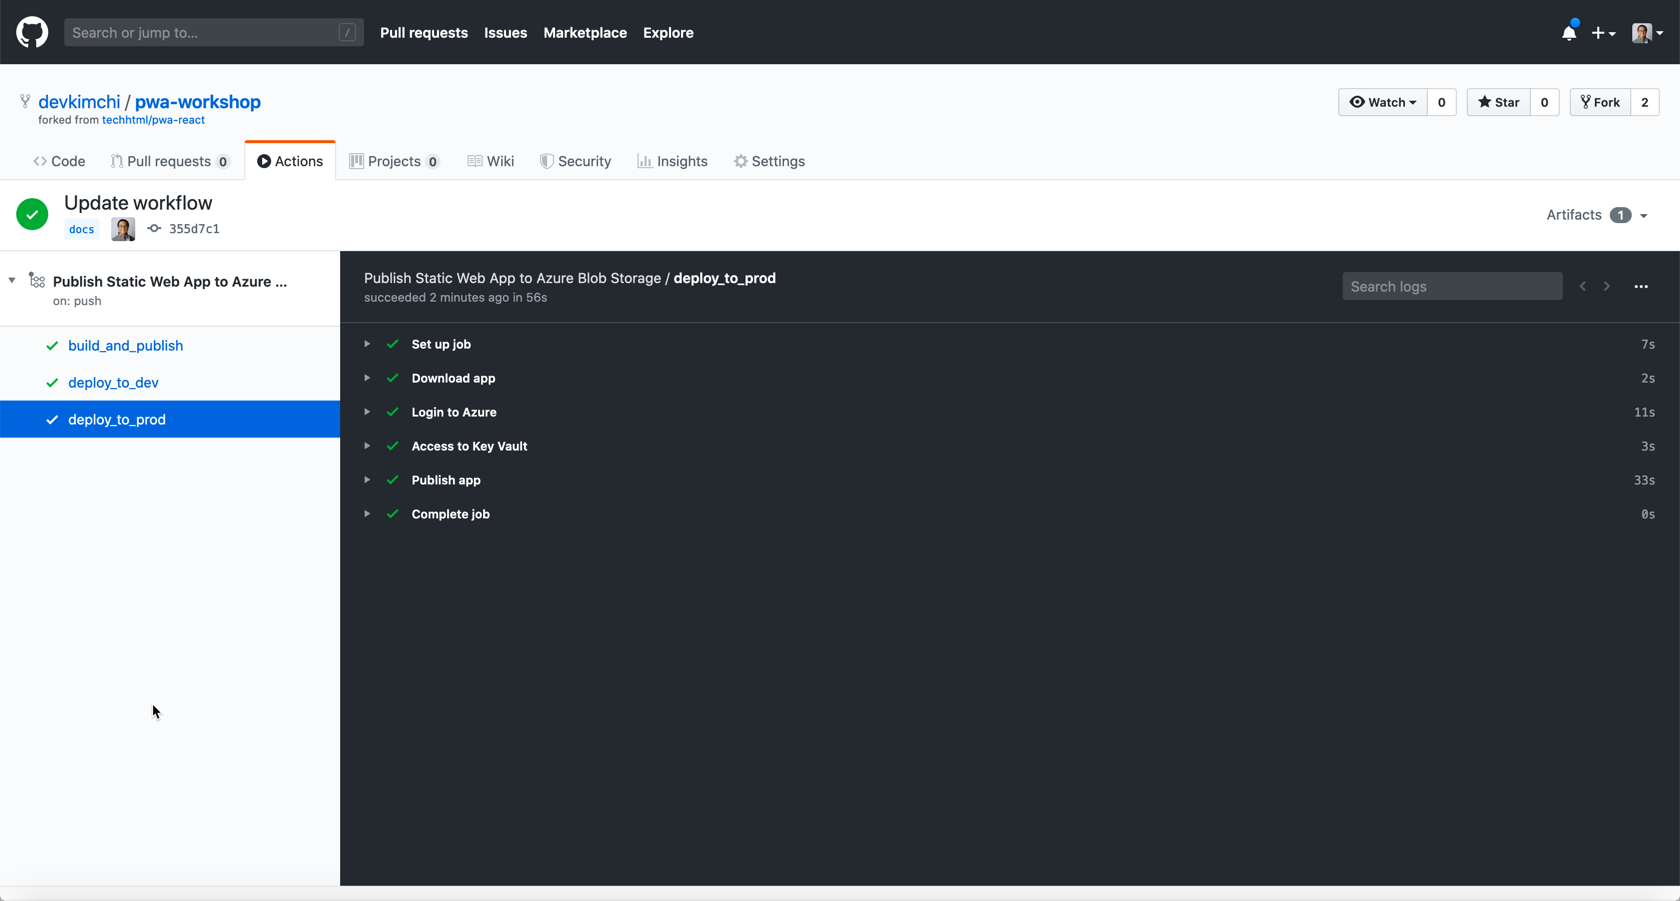 Search or jump to... /
Pull requests Issues Marketplace Explore
devkimchi / pwa-workshop
forked from techhtml/pwa-react
Watch 0 Star 0 Fork 2
Code Pull requests 0 Actions Projects 0 Wiki Security Insights Settings
Update workflow
docs 355d7c1
Artifacts 1
Publish Static Web App to Azure ...
on: push
build_and_publish
deploy_to_dev
deploy_to_prod
Publish Static Web App to Azure Blob Storage / deploy_to_prod
succeeded 2 minutes ago in 56s
Search logs
Set up job 7s
Download app 2s
Login to Azure 11s
Access to Key Vault 3s
Publish app 33s
Complete job 0s